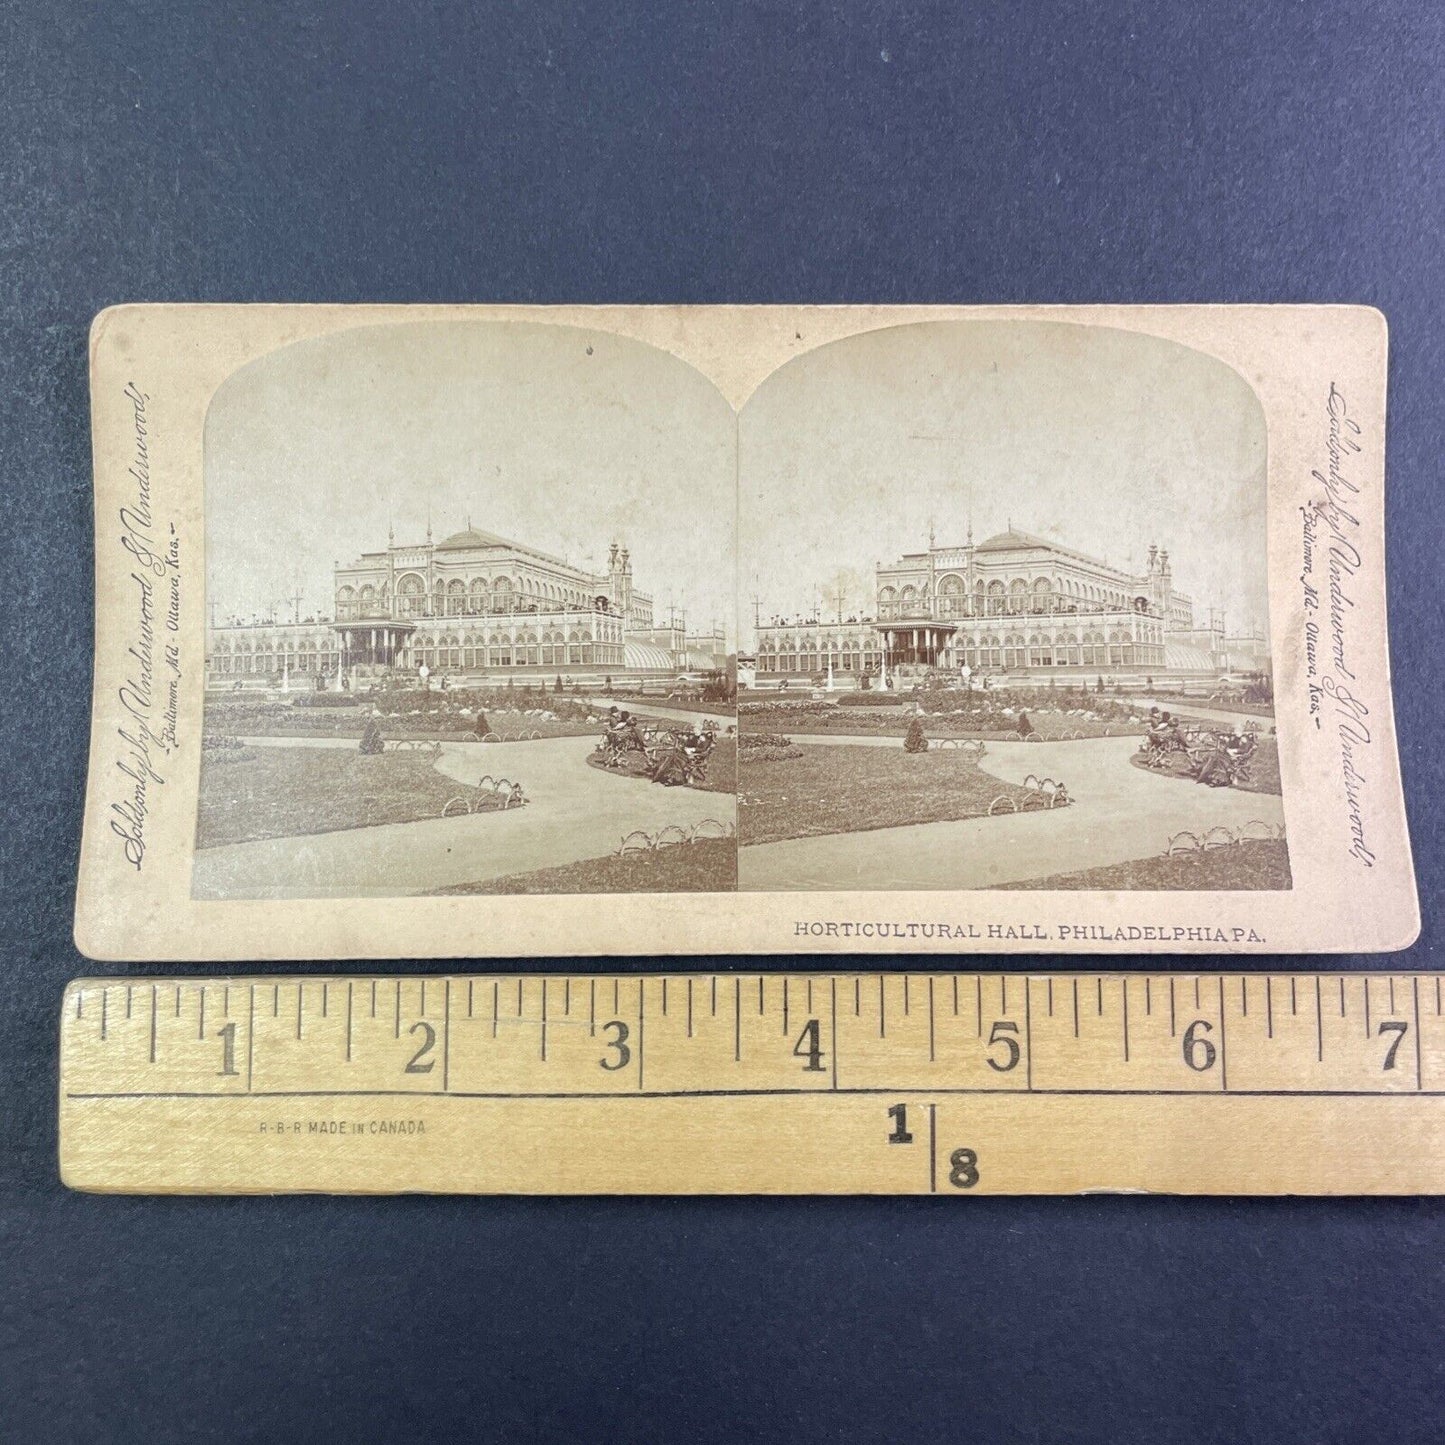 Sold only by Underwood & Underwood,
Baltimore, Md. Ottawa, Kas.
Sold only by Underwood & Underwood,
Baltimore, Md. - Ottawa, Kas.
HORTICULTURAL HALL, PHILADELPHIA PA.
1 2 3 4 5 6 7
R-B-R MADE IN CANADA
1
8